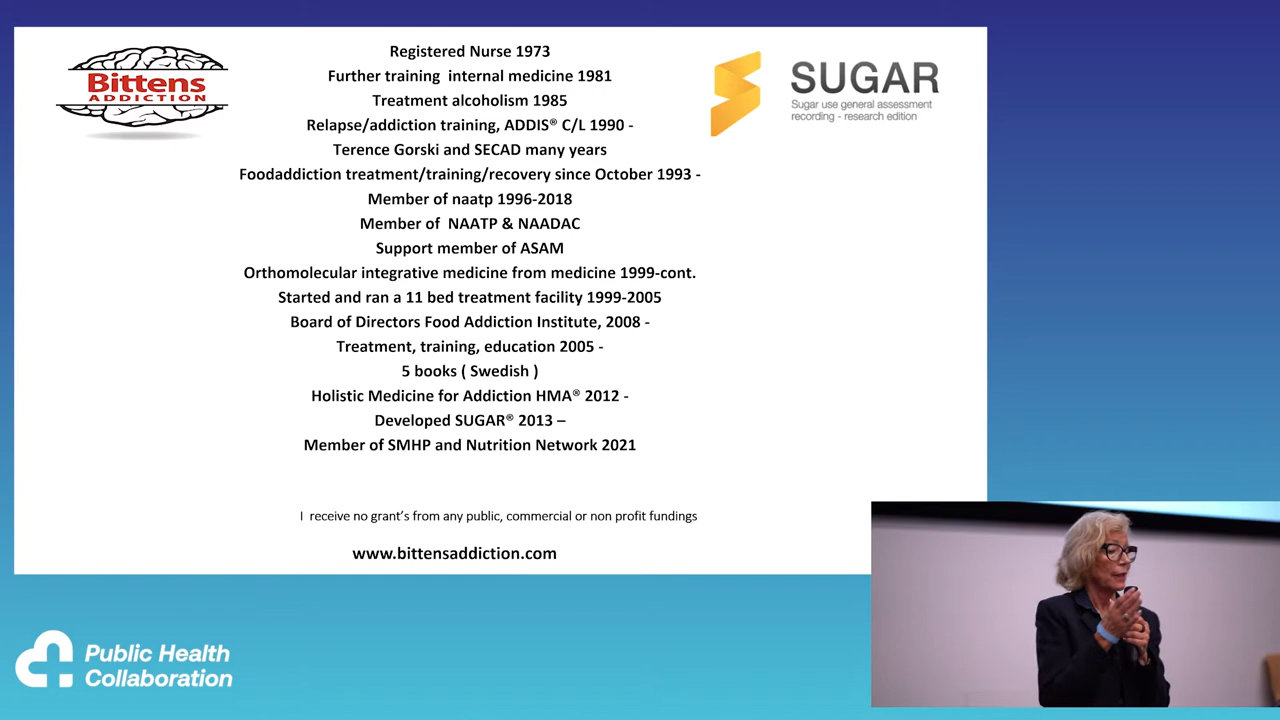 Bittens
ADDICTION
SUGAR
Sugar use general assessment
recording - research edition
Registered Nurse 1973
Further training  internal medicine 1981
Treatment alcoholism 1985
Relapse/addiction training, ADDIS® C/L 1990 -
Terence Gorski and SECAD many years
Foodaddiction treatment/training/recovery since October 1993 -
Member of naatp 1996-2018
Member of  NAATP & NAADAC
Support member of ASAM
Orthomolecular integrative medicine from medicine 1999-cont.
Started and ran a 11 bed treatment facility 1999-2005
Board of Directors Food Addiction Institute, 2008 -
Treatment, training, education 2005 -
5 books ( Swedish )
Holistic Medicine for Addiction HMA® 2012 -
Developed SUGAR® 2013 –
Member of SMHP and Nutrition Network 2021
I  receive no grant's from any public, commercial or non profit fundings
www.bittensaddiction.com
Public Health
Collaboration